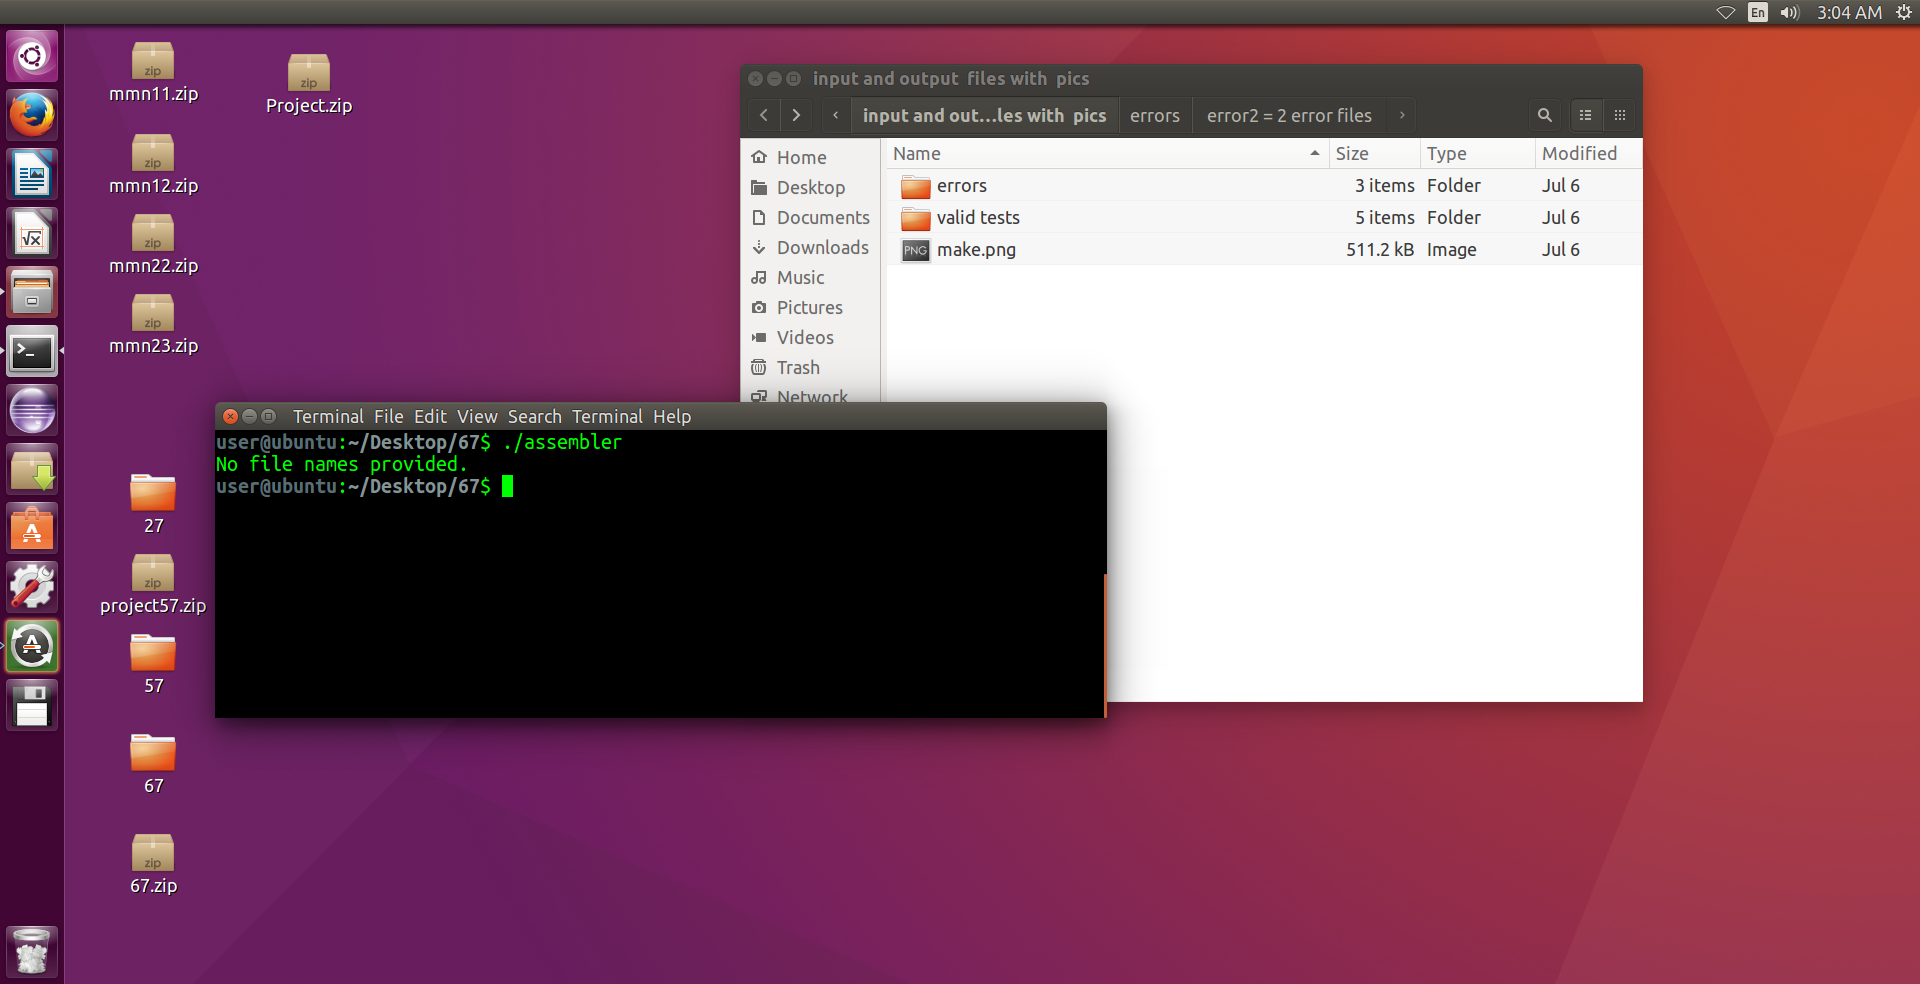 En 3:04 AM
zip
mmn11.zip
zip
Project.zip
zip
mmn12.zip
zip
mmn22.zip
zip
mmn23.zip
27
zip
project57.zip
57
67
zip
67.zip
input and output files with pics
input and out...les with pics errors error2 = 2 error files
Home
Desktop
Documents
Downloads
Music
Pictures
Videos
Trash
Network
Name Size Type Modified
errors 3 items Folder Jul 6
valid tests 5 items Folder Jul 6
PNG make.png 511.2 kB Image Jul 6
Terminal File Edit View Search Terminal Help
user@ubuntu:~/Desktop/67$ ./assembler
No file names provided.
user@ubuntu:~/Desktop/67$